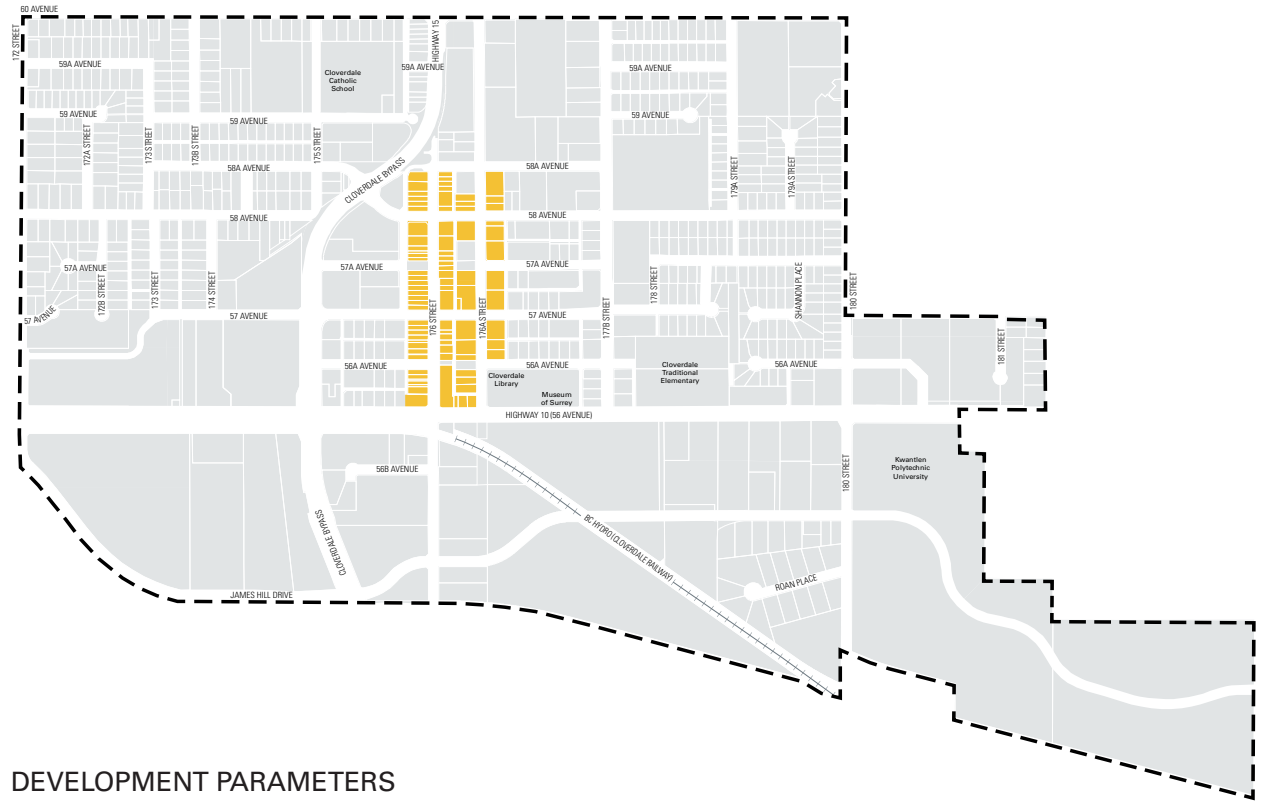 60 AVENUE
172 STREET
HIGHWAY 15
59A AVENUE
Cloverdale
Catholic
School
59A AVENUE
59A AVENUE
59 AVENUE
59 AVENUE
59 AVENUE
172A STREET
173 STREET
173B STREET
175 STREET
58A AVENUE
CLOVERDALE BYPASS
58A AVENUE
179A STREET
179A STREET
58 AVENUE
58 AVENUE
57A AVENUE
57A AVENUE
57A AVENUE
172B STREET
173 STREET
174 STREET
178 STREET
SHANNON PLACE
180 STREET
57 AVENUE
57 AVENUE
176 STREET
176A STREET
57 AVENUE
177B STREET
181 STREET
56A AVENUE
56A AVENUE
56A AVENUE
Cloverdale
Library
Cloverdale
Traditional
Elementary
Museum
of Surrey
HIGHWAY 10 (56 AVENUE)
56B AVENUE
180 STREET
Kwantlen
Polytechnic
University
CLOVERDALE BYPASS
BC HYDRO (CLOVERDALE RAILWAY)
ROAN PLACE
JAMES HILL DRIVE
DEVELOPMENT PARAMETERS